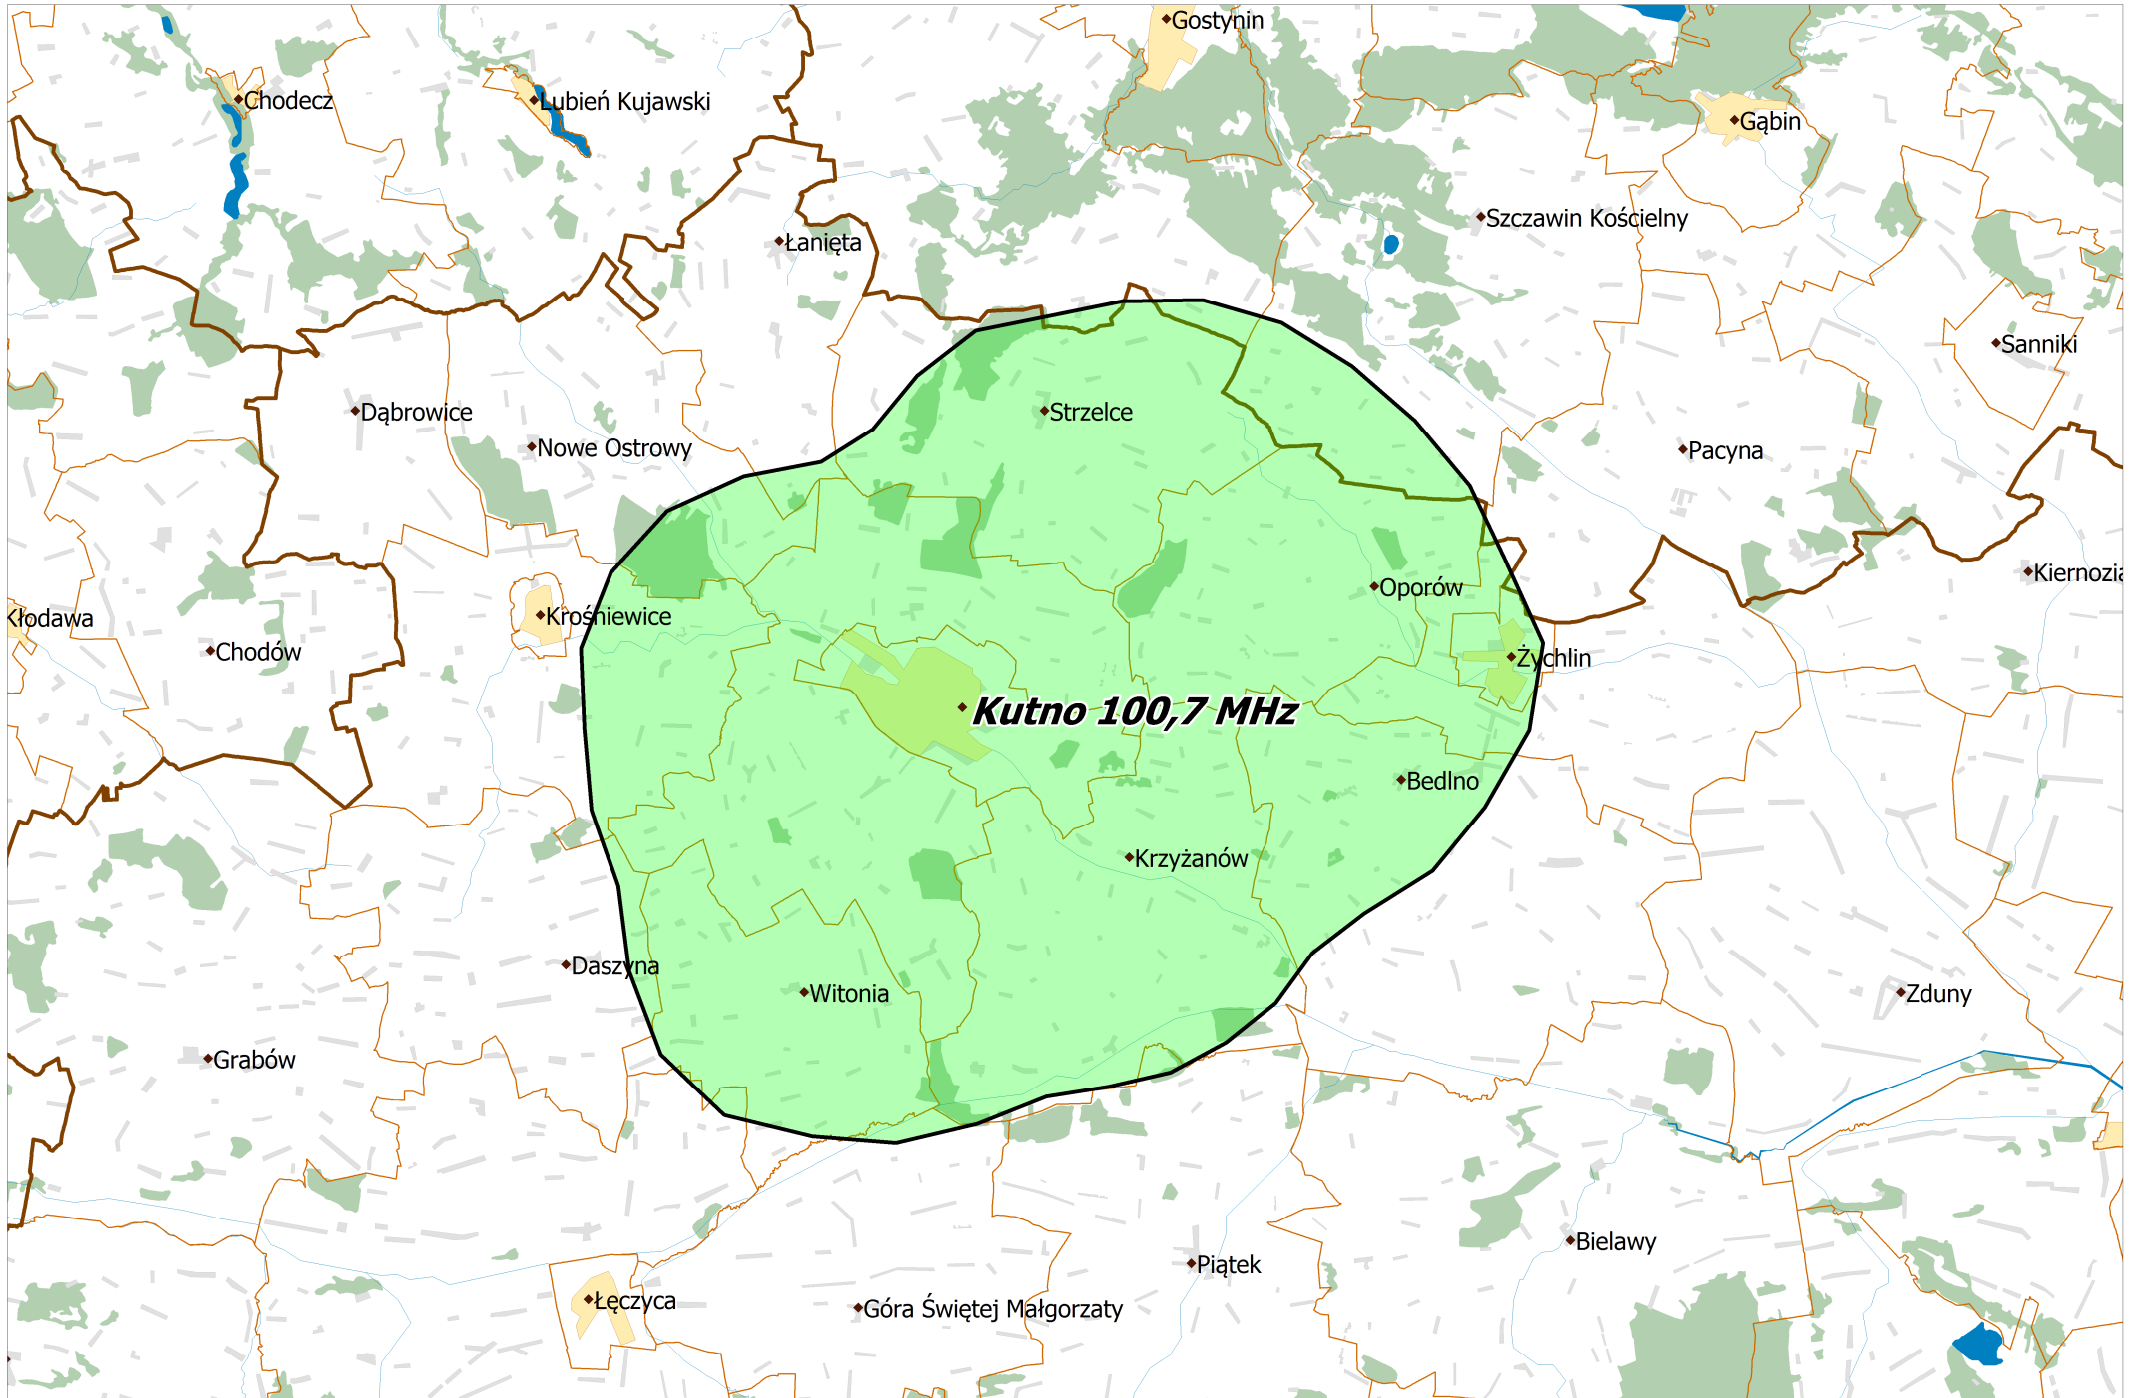 Gostynin
Chodecz
Lubień Kujawski
Gąbin
Szczawin Kościelny
Łanięta
Sanniki
Dąbrowice
Strzelce
Nowe Ostrowy
Pacyna
Kiernozia
Oporów
Krośniewice
Kłodawa
Chodów
Żychlin
Kutno 100,7 MHz
Bedlno
Krzyżanów
Daszyna
Witonia
Zduny
Grabów
Bielawy
Piątek
Łęczyca
Góra Świętej Małgorzaty